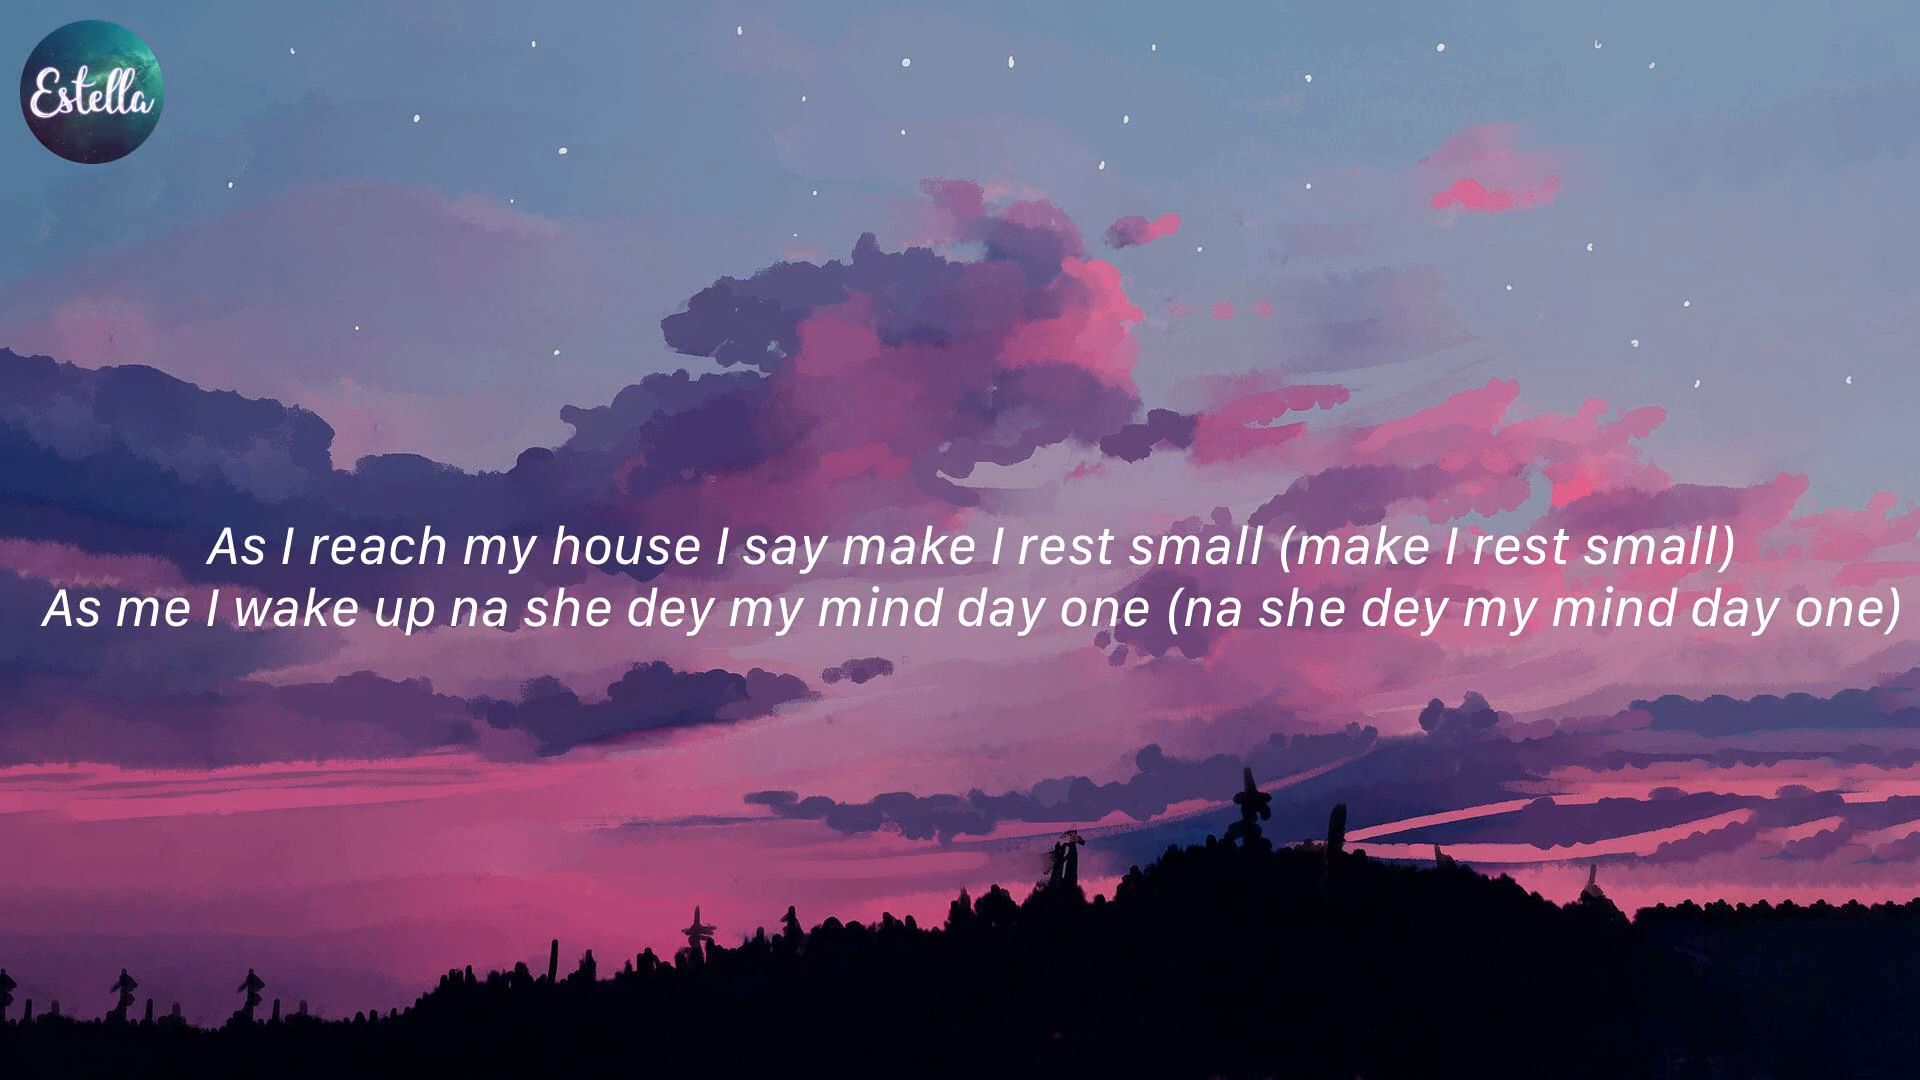 Estella
As I reach my house I say make I rest small (make I rest small)
As me I wake up na she dey my mind day one (na she dey my mind day one)